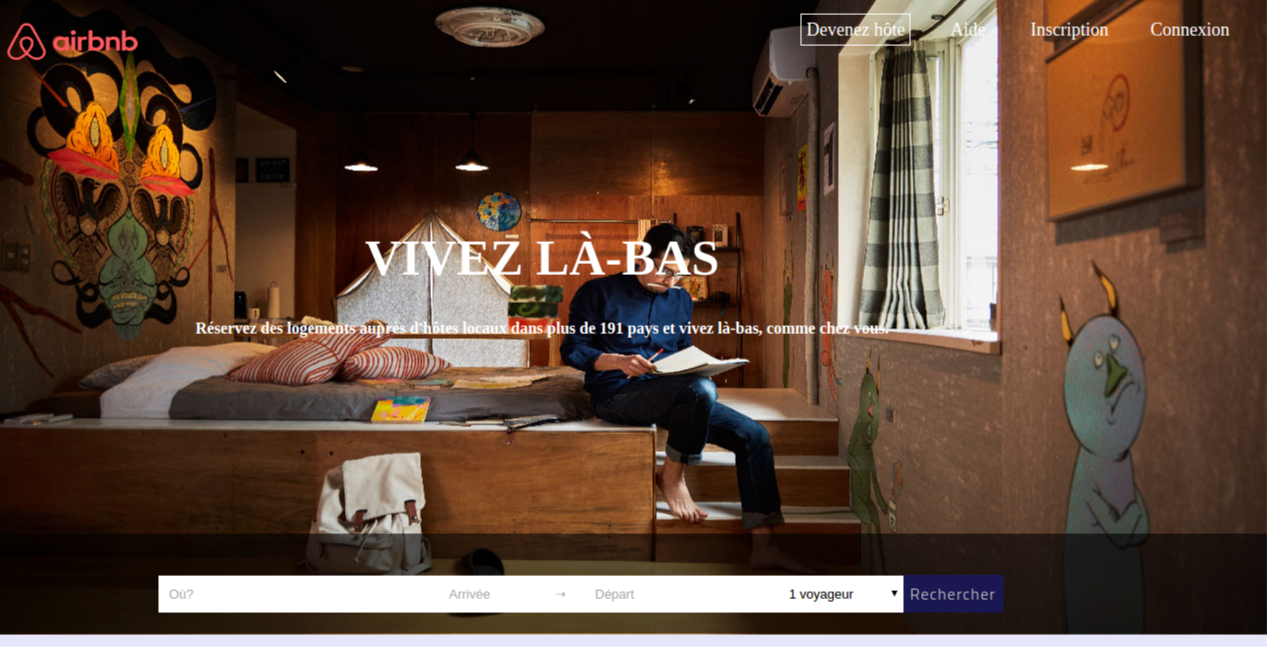 airbnb
Devenez hôte Aide Inscription Connexion
VIVEZ LÀ-BAS
Réservez des logements auprès d'hôtes locaux dans plus de 191 pays et vivez là-bas, comme chez vous.
Où? Arrivée → Départ 1 voyageur ▼ Rechercher